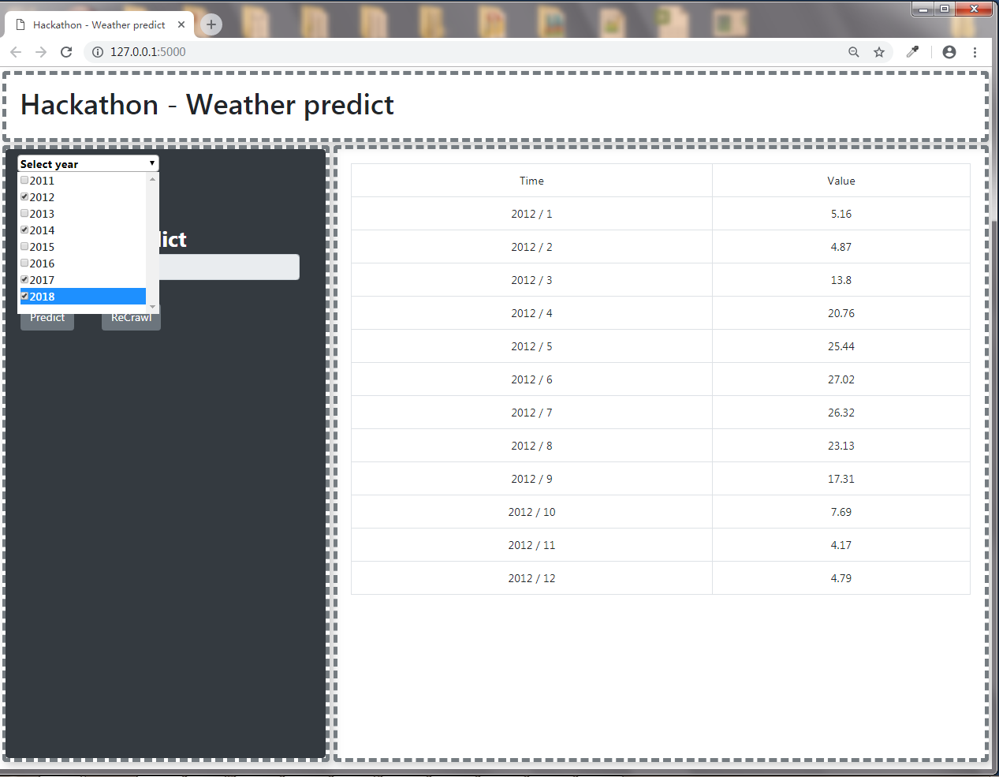 Hackathon - Weather predict
127.0.0.1:5000
Hackathon - Weather predict
Select year
2011
2012
2013
2014
2015
2016
2017
2018
Predict ReCrawl
Time Value
2012 / 1 5.16
2012 / 2 4.87
2012 / 3 13.8
2012 / 4 20.76
2012 / 5 25.44
2012 / 6 27.02
2012 / 7 26.32
2012 / 8 23.13
2012 / 9 17.31
2012 / 10 7.69
2012 / 11 4.17
2012 / 12 4.79